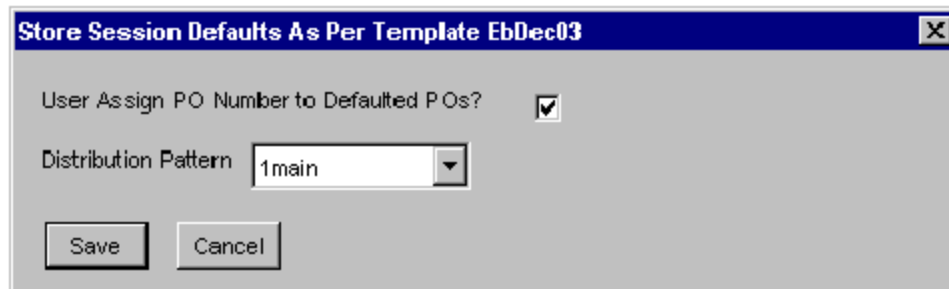 Store Session Defaults As Per Template EbDec03
User Assign PO Number to Defaulted POs?
Distribution Pattern 1main
Save Cancel